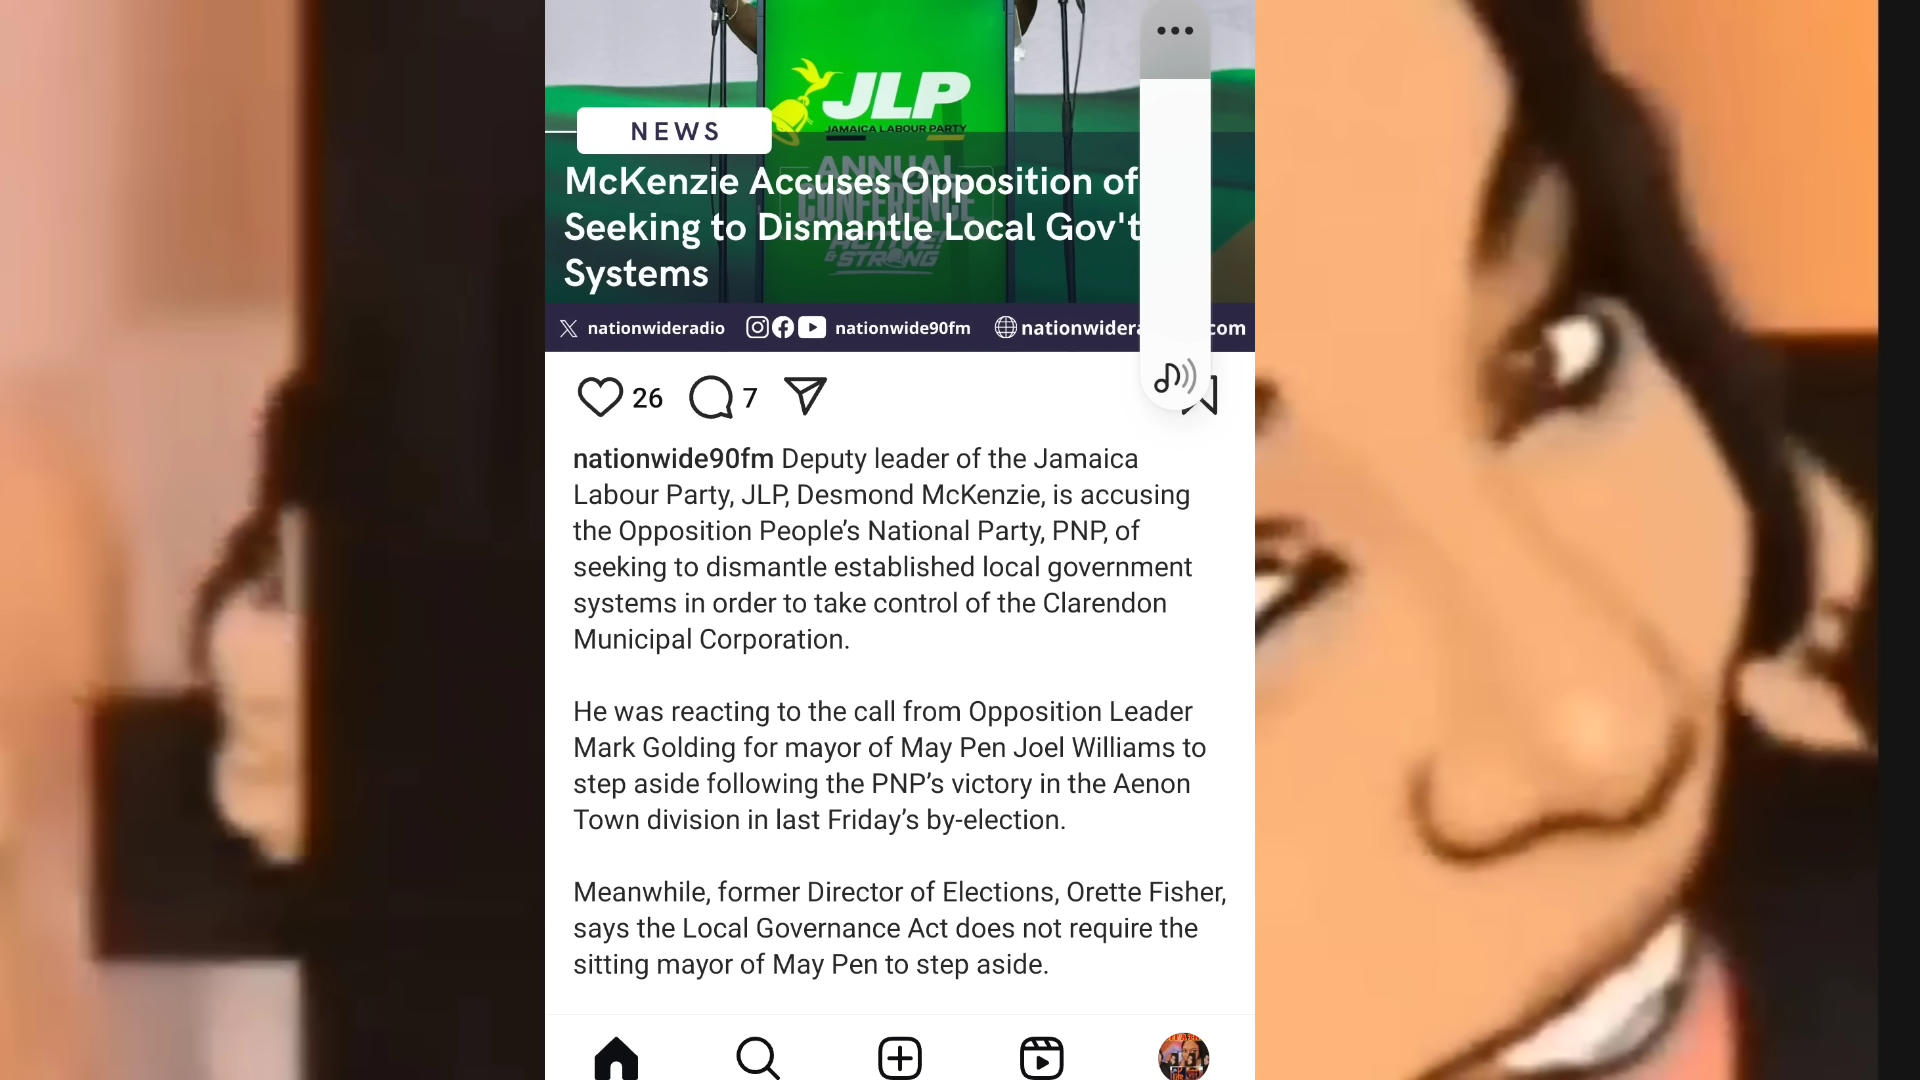 JLP
JAMAICA LABOUR PARTY
NEWS
ANNUAL
CONFERENCE
& STRONG
McKenzie Accuses Opposition of
Seeking to Dismantle Local Gov't
Systems
nationwideradio nationwide90fm nationwidera com
26 7
nationwide90fm Deputy leader of the Jamaica
Labour Party, JLP, Desmond McKenzie, is accusing
the Opposition People’s National Party, PNP, of
seeking to dismantle established local government
systems in order to take control of the Clarendon
Municipal Corporation.
He was reacting to the call from Opposition Leader
Mark Golding for mayor of May Pen Joel Williams to
step aside following the PNP’s victory in the Aenon
Town division in last Friday’s by-election.
Meanwhile, former Director of Elections, Orette Fisher,
says the Local Governance Act does not require the
sitting mayor of May Pen to step aside.